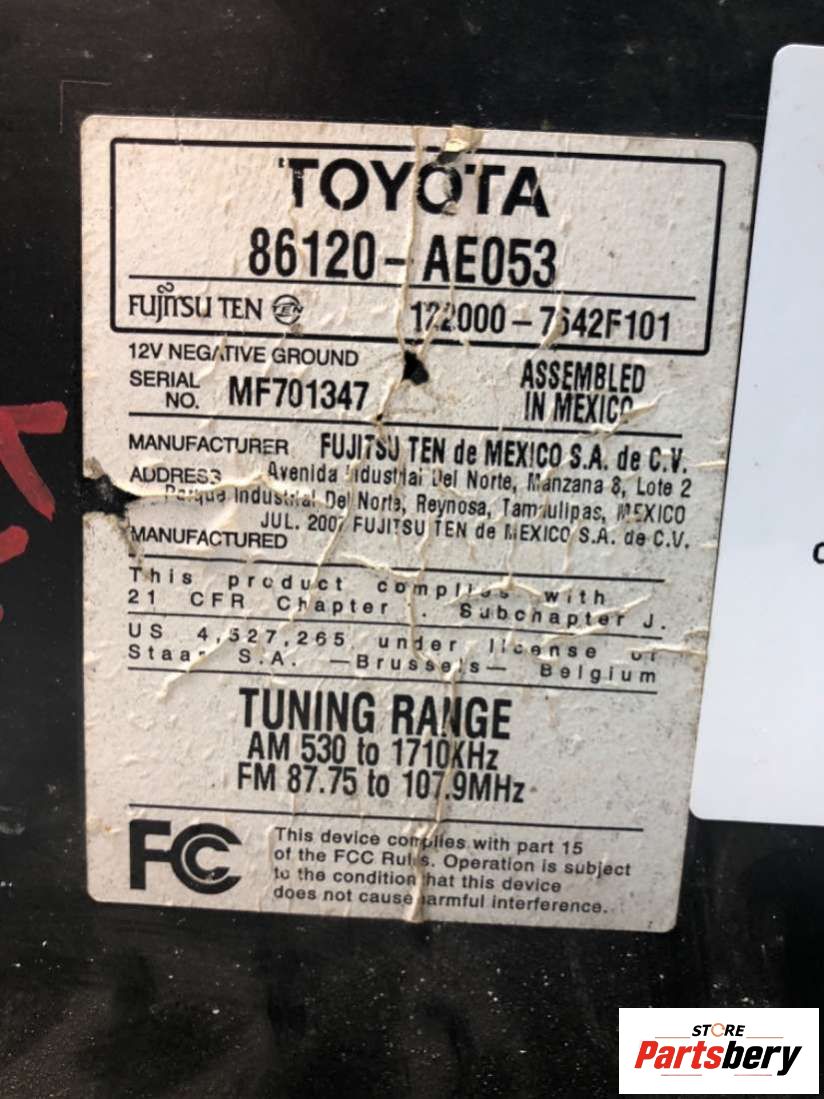 TOYOTA
86120-AE053
FUJITSU TEN TEN 122000-7642F101
12V NEGATIVE GROUND
SERIAL NO. MF701347
ASSEMBLED IN MEXICO
MANUFACTURER FUJITSU TEN de MEXICO S.A. de C.V.
ADDRESS Avenida Industrial Del Norte, Manzana 8, Lote 2
Parque Industrial Del Norte, Reynosa, Tamaulipas, MEXICO
JUL. 2007 FUJITSU TEN de MEXICO S.A. de C.V.
MANUFACTURED
This product complies with
21 CFR Chapter . Subchapter J.
US 4,527,265 under license of
Staar S.A. —Brussels— Belgium
TUNING RANGE
AM 530 to 1710KHz
FM 87.75 to 107.9MHz
FC This device complies with part 15
of the FCC Rules. Operation is subject
to the condition that this device
does not cause harmful interference.
STORE
Partsbery